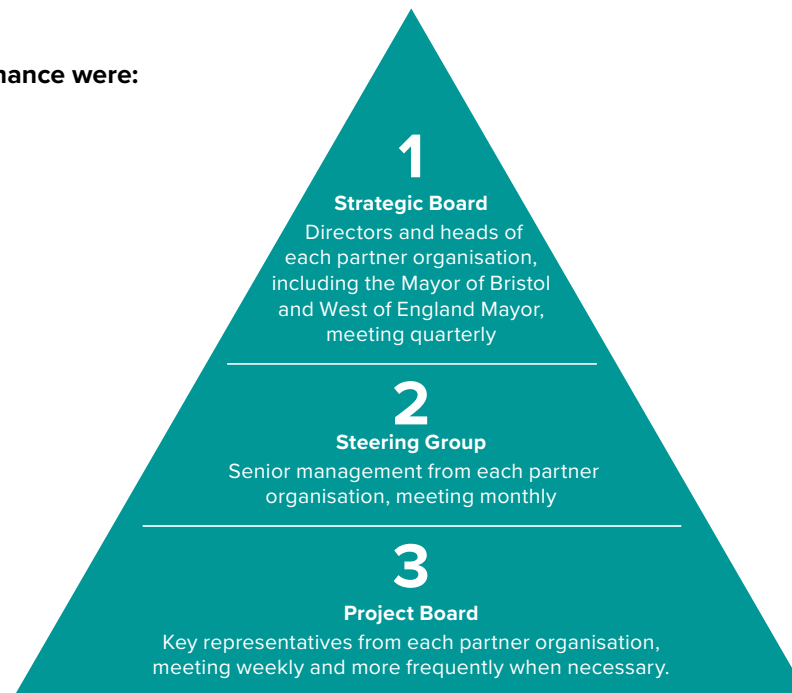 nance were:
1
Strategic Board
Directors and heads of
each partner organisation,
including the Mayor of Bristol
and West of England Mayor,
meeting quarterly
2
Steering Group
Senior management from each partner
organisation, meeting monthly
3
Project Board
Key representatives from each partner organisation,
meeting weekly and more frequently when necessary.